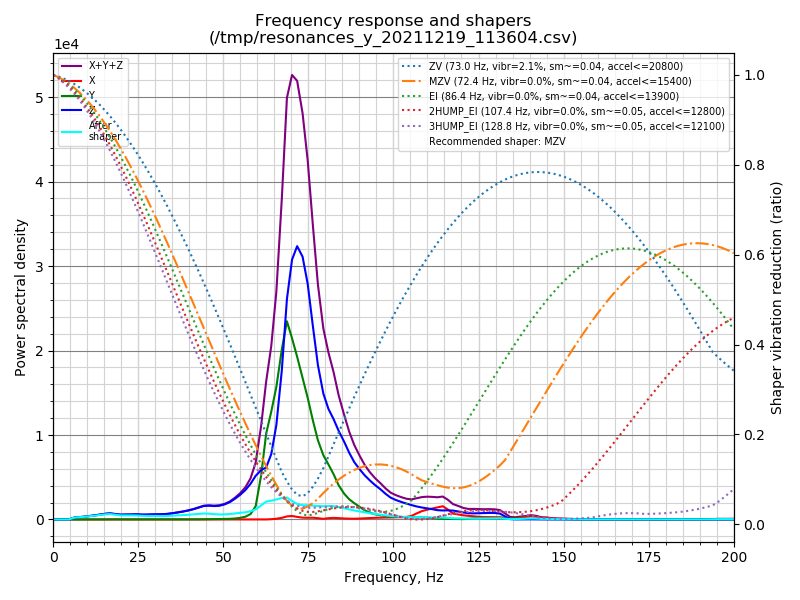 Frequency response and shapers
(/tmp/resonances_y_20211219_113604.csv)
1e4
X+Y+Z
X
Y
Z
After
shaper
ZV (73.0 Hz, vibr=2.1%, sm~=0.04, accel<=20800)
MZV (72.4 Hz, vibr=0.0%, sm~=0.04, accel<=15400)
EI (86.4 Hz, vibr=0.0%, sm~=0.04, accel<=13900)
2HUMP_EI (107.4 Hz, vibr=0.0%, sm~=0.05, accel<=12800)
3HUMP_EI (128.8 Hz, vibr=0.0%, sm~=0.05, accel<=12100)
Recommended shaper: MZV
Power spectral density
5
4
3
2
1
0
1.0
0.8
0.6
0.4
0.2
0.0
Shaper vibration reduction (ratio)
0 25 50 75 100 125 150 175 200
Frequency, Hz